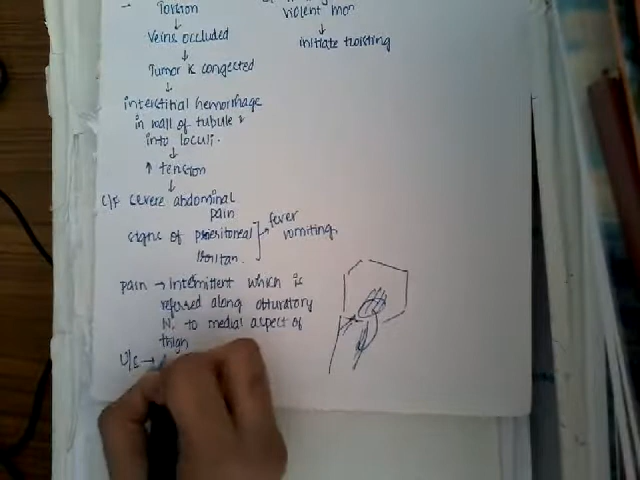 → Torsion
↓
veins occluded
↓
Tumor is congested
↓
interstitial hemorrhage
in wall of tubule &
into loculi.
↓
↑ tension
↓
c/f severe abdominal
pain
signs of peritoneal
fever
vomiting
pain → Intermittent which is
referred along obturatory
N. to medial aspect of
thigh
U/S →
violent
↓
initiate twisting